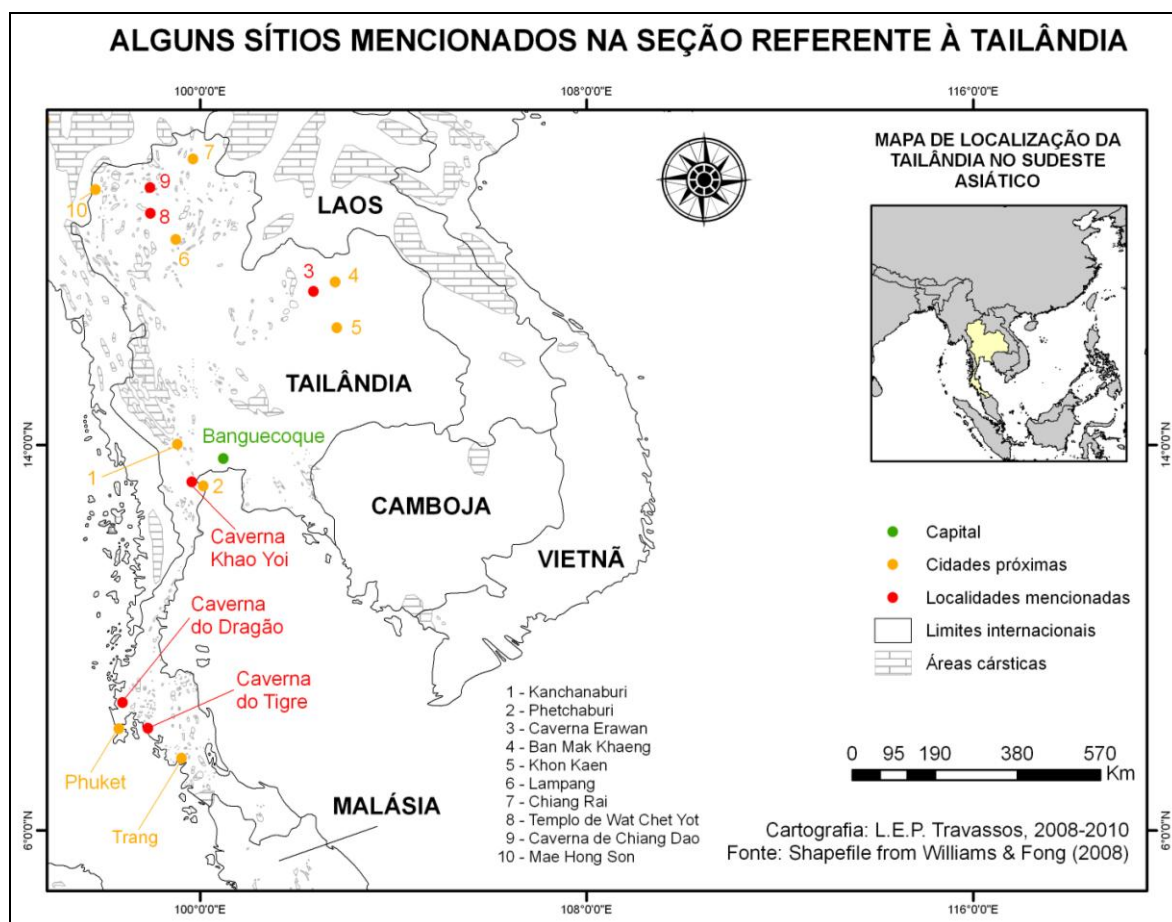 ALGUNS SÍTIOS MENCIONADOS NA SEÇÃO REFERENTE À TAILÂNDIA
100°0'0"E
108°0'0"E
116°0'0"E
7
9
10
8
6
LAOS
3
4
5
TAILÂNDIA
Banguecoque
14°0'0"N
14°0'0"N
1
2
Caverna
Khao Yoi
CAMBOJA
VIETNÃ
Caverna
do Dragão
Caverna
do Tigre
Phuket
Trang
MALÁSIA
6°0'0"N
6°0'0"N
1 - Kanchanaburi
2 - Phetchaburi
3 - Caverna Erawan
4 - Ban Mak Khaeng
5 - Khon Kaen
6 - Lampang
7 - Chiang Rai
8 - Templo de Wat Chet Yot
9 - Caverna de Chiang Dao
10 - Mae Hong Son
MAPA DE LOCALIZAÇÃO DA
TAILÂNDIA NO SUDESTE
ASIÁTICO
Capital
Cidades próximas
Localidades mencionadas
Limites internacionais
Áreas cársticas
0 95 190 380 570
Km
Cartografia: L.E.P. Travassos, 2008-2010
Fonte: Shapefile from Williams & Fong (2008)
100°0'0"E
108°0'0"E
116°0'0"E